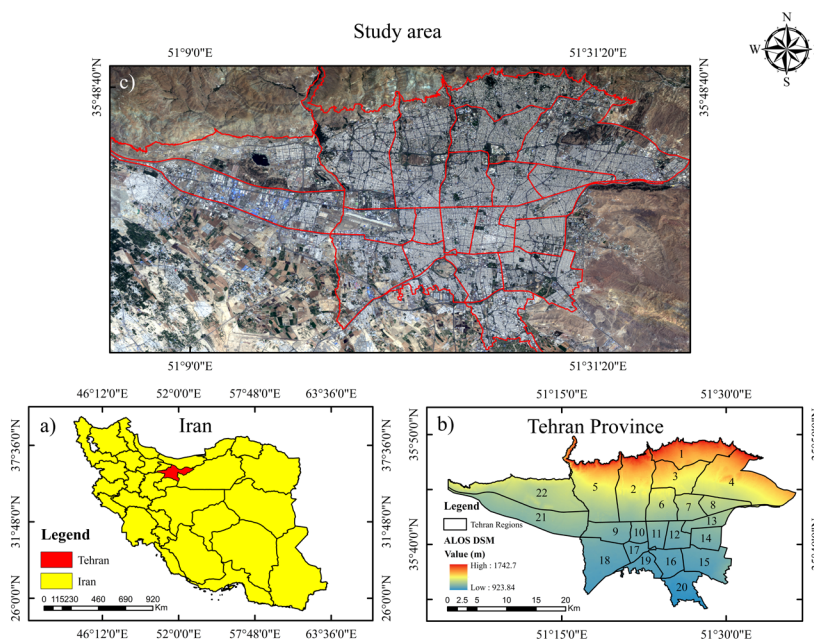 Study area
N
W E
S
51°9'0"E 51°31'20"E
c)
35°48'40"N 35°48'40"N
51°9'0"E 51°31'20"E
46°12'0"E 52°0'0"E 57°48'0"E 63°36'0"E
a) Iran
37°36'0"N 37°36'0"N
31°48'0"N 31°48'0"N
26°0'0"N 26°0'0"N
Legend
Tehran
Iran
0 115230 460 690 920
Km
46°12'0"E 52°0'0"E 57°48'0"E 63°36'0"E
51°15'0"E 51°30'0"E
b) Tehran Province
35°50'0"N
35°40'0"N
1
3
4
5
2
22
6
7
8
21
13
9
10
11
12
14
17
18
19
16
15
20
Legend
Tehran Regions
ALOS DSM
Value (m)
High : 1742.7
Low : 923.84
0 2.5 5 10 15 20
Km
51°15'0"E 51°30'0"E